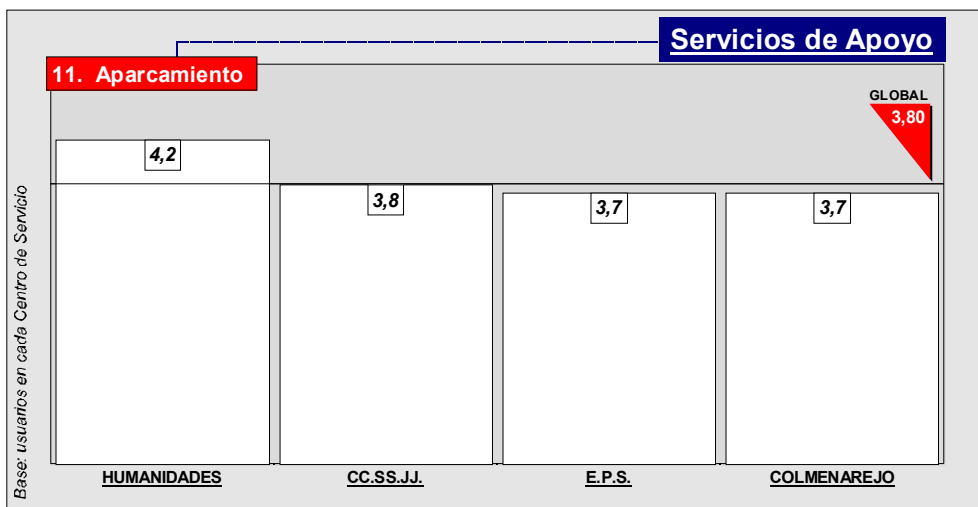 Servicios de Apoyo
11. Aparcamiento
GLOBAL
3,80
4,2
3,8
3,7
3,7
Base: usuarios en cada Centro de Servicio
HUMANIDADES
CC.SS.JJ.
E.P.S.
COLMENAREJO